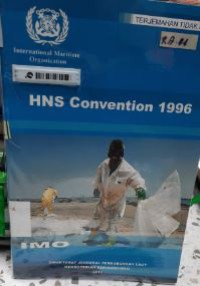 International Maritime
Organization
TERJEMAHAN TIDAK
HNS Convention 1996
IMO